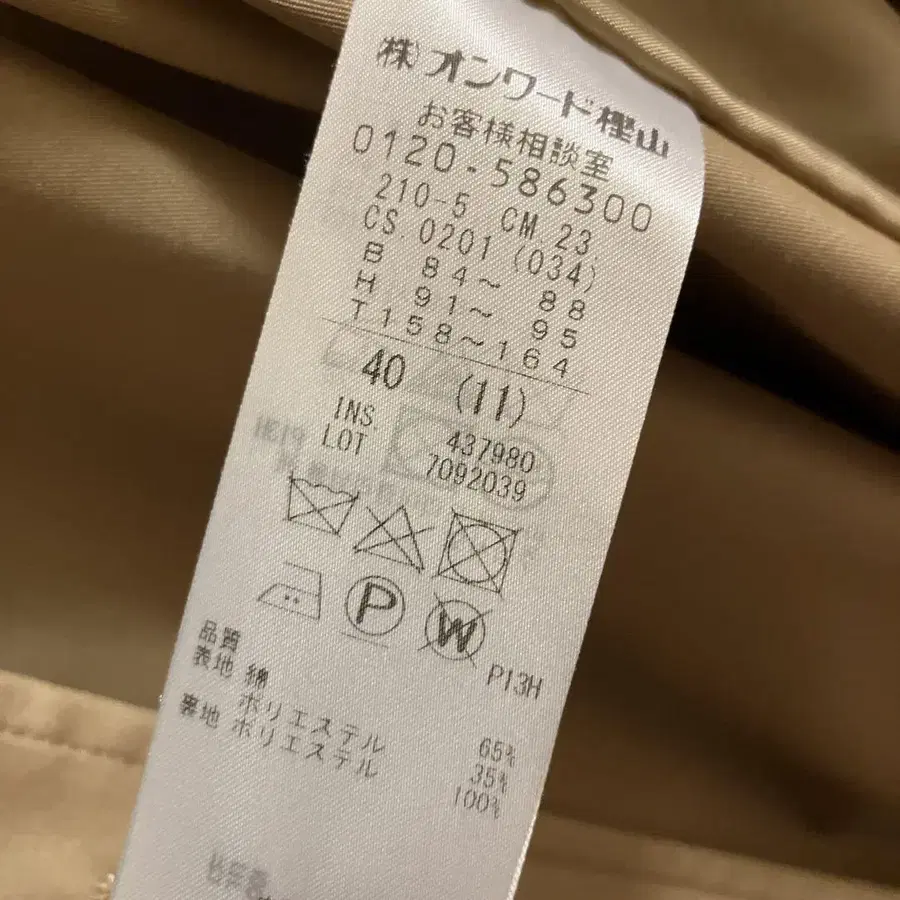 (株)オンワード樫山
お客様相談室
0120-586300
210-5 CM 23
CS 0201 (034)
B 84～ 88
H 91～ 95
T158～164
40 (11)
INS 437980
LOT 7092039
P
W
P13H
品質
表地 綿 65%
ポリエステル 35%
裏地 ポリエステル 100%